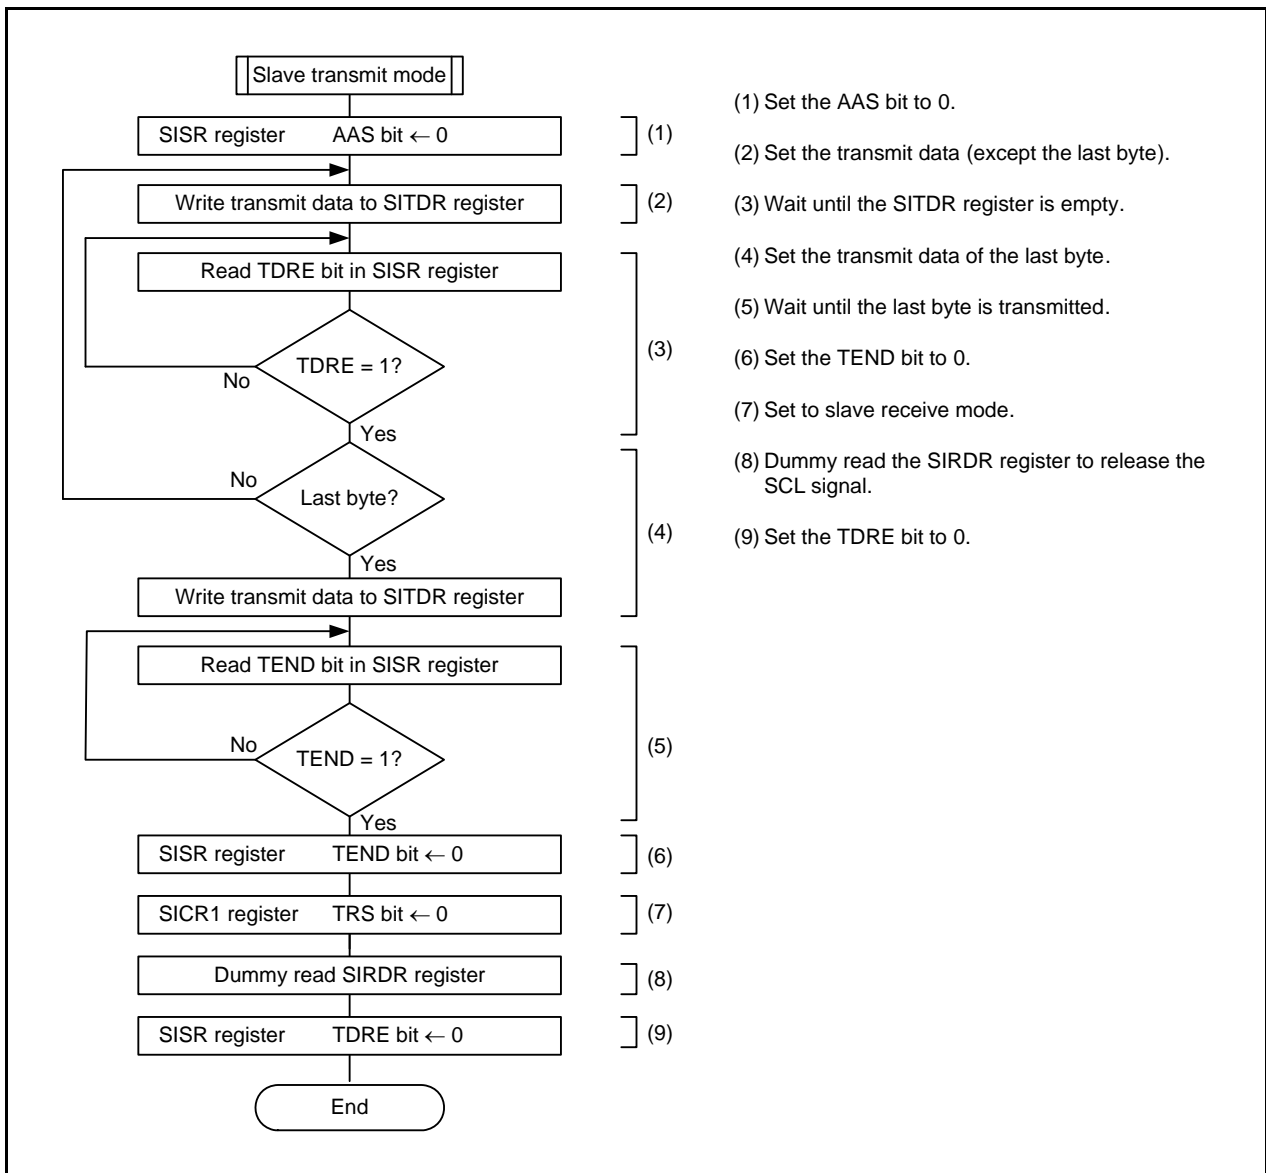 Slave transmit mode
SISR register AAS bit ← 0
(1)
Write transmit data to SITDR register
(2)
Read TDRE bit in SISR register
TDRE = 1?
No
(3)
Yes
No
Last byte?
(4)
Yes
Write transmit data to SITDR register
Read TEND bit in SISR register
No
TEND = 1?
(5)
Yes
SISR register TEND bit ← 0
(6)
SICR1 register TRS bit ← 0
(7)
Dummy read SIRDR register
(8)
SISR register TDRE bit ← 0
(9)
End
(1) Set the AAS bit to 0.
(2) Set the transmit data (except the last byte).
(3) Wait until the SITDR register is empty.
(4) Set the transmit data of the last byte.
(5) Wait until the last byte is transmitted.
(6) Set the TEND bit to 0.
(7) Set to slave receive mode.
(8) Dummy read the SIRDR register to release the
SCL signal.
(9) Set the TDRE bit to 0.